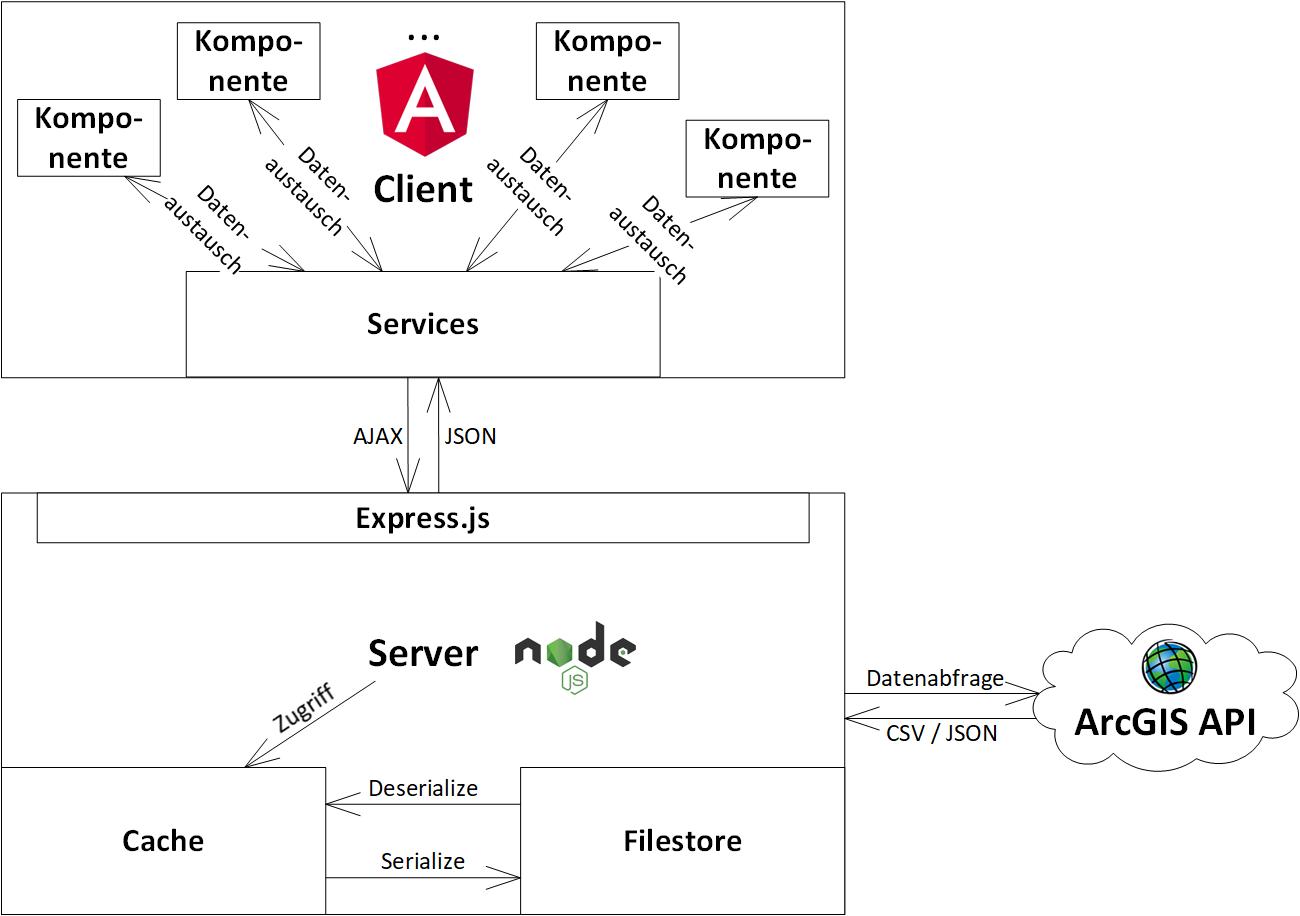 ...
Kompo-
nente
Kompo-
nente
Kompo-
nente
Kompo-
nente
A
Client
Daten-
austausch
Daten-
austausch
Daten-
austausch
Daten-
austausch
Services
AJAX
JSON
Express.js
Server
node
JS
Zugriff
Datenabfrage
CSV / JSON
ArcGIS API
Deserialize
Serialize
Cache
Filestore